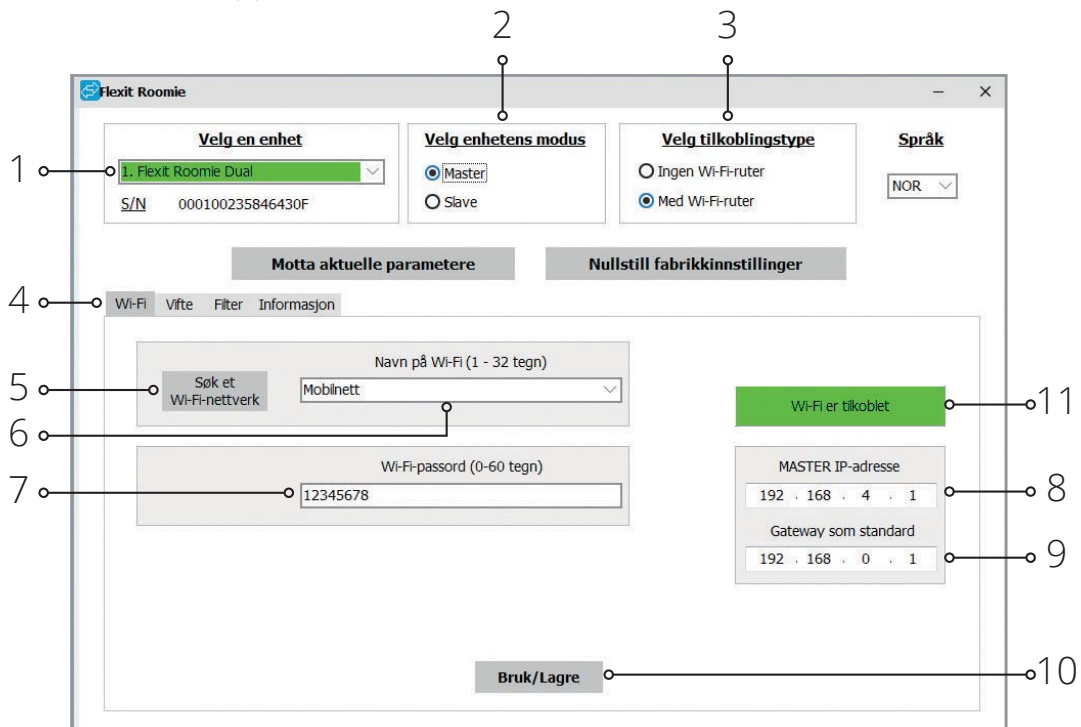 2
3
Flexit Roomie
Velg en enhet
Velg enhetens modus
Velg tilkoblingstype
Språk
1
1. Flexit Roomie Dual
Master
Ingen Wi-Fi-ruter
NOR
S/N 000100235846430F
Slave
Med Wi-Fi-ruter
Motta aktuelle parametere
Nullstill fabrikkinnstillinger
4
Wi-Fi Vifte Filter Informasjon
Navn på Wi-Fi (1 - 32 tegn)
5
Søk et
Wi-Fi-nettverk
Mobilnett
6
Wi-Fi er tilkoblet
11
Wi-Fi-passord (0-60 tegn)
7
12345678
MASTER IP-adresse
192 . 168 . 4 . 1
8
Gateway som standard
192 . 168 . 0 . 1
9
Bruk/Lagre
10